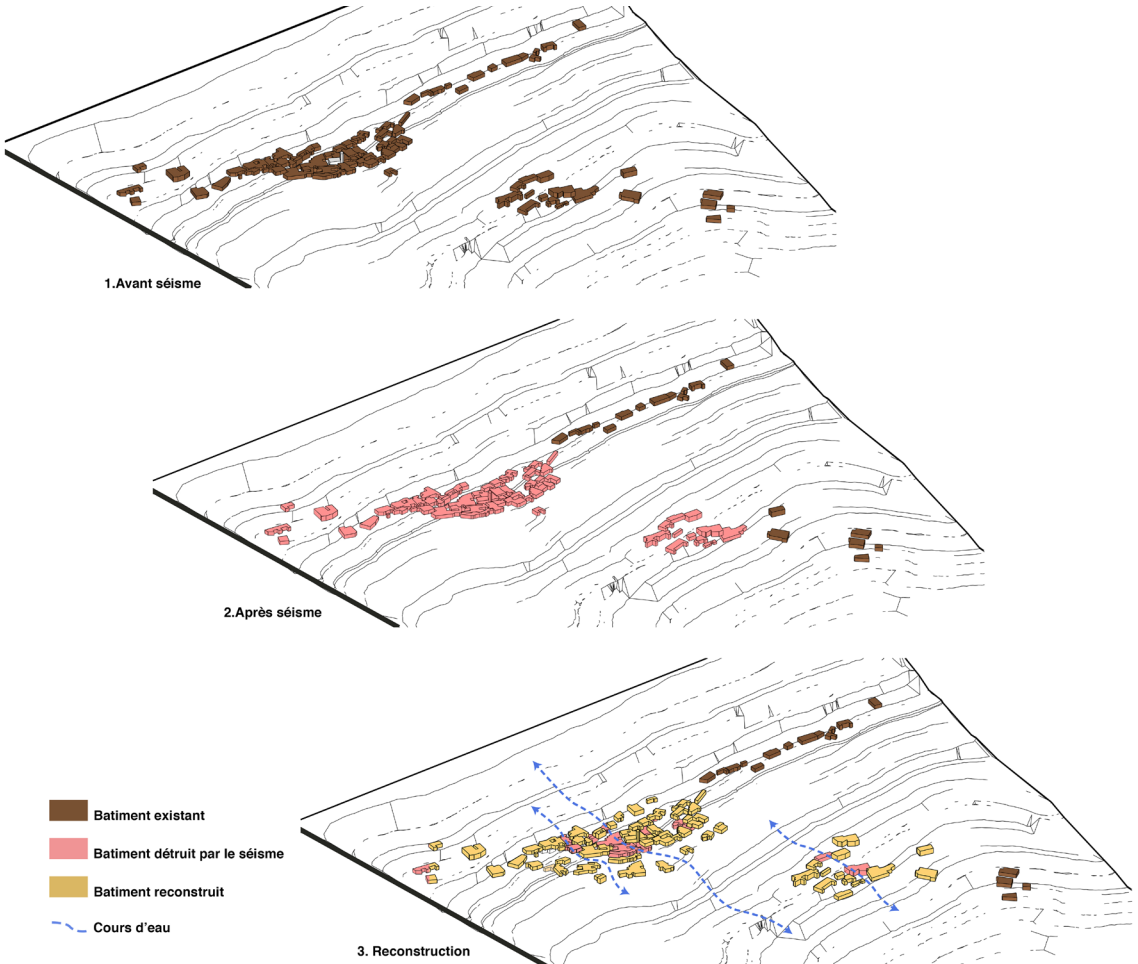 1.Avant séisme
2.Après séisme
Batiment existant
Batiment détruit par le séisme
Batiment reconstruit
Cours d'eau
3. Reconstruction